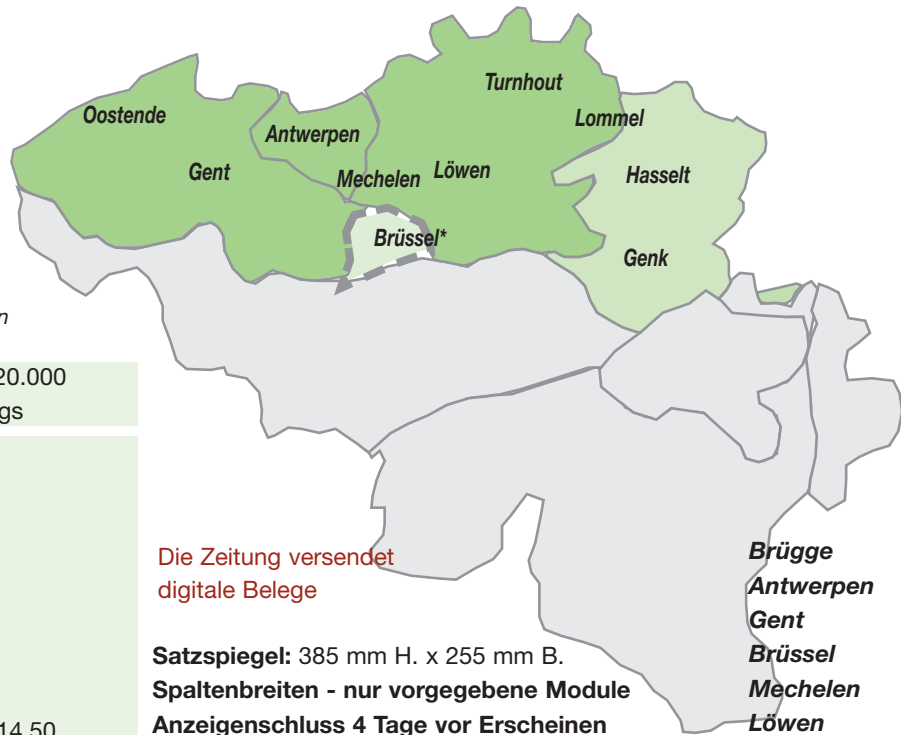 Turnhout
Oostende
Lommel
Antwerpen
Gent
Mechelen
Löwen
Hasselt
Brüssel*
Genk
n
20.000
gs
Die Zeitung versendet
digitale Belege
Satzspiegel: 385 mm H. x 255 mm B.
Spaltenbreiten - nur vorgegebene Module
Anzeigenschluss 4 Tage vor Erscheinen
14,50
Brügge
Antwerpen
Gent
Brüssel
Mechelen
Löwen